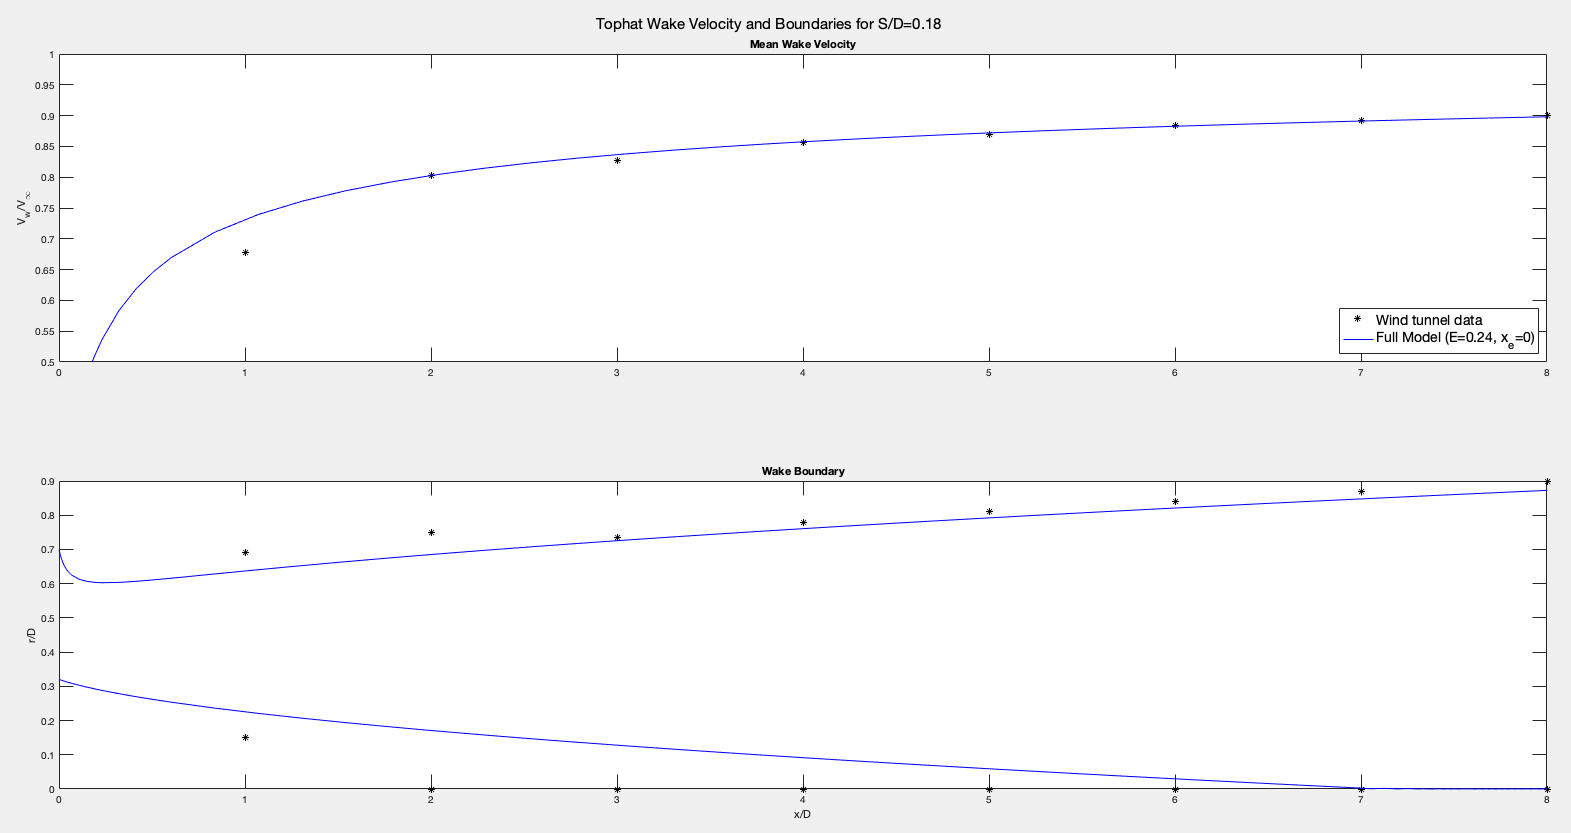 Tophat Wake Velocity and Boundaries for S/D=0.18
Mean Wake Velocity
1
0.95
0.9
0.85
0.8
0.75
0.7
0.65
0.6
0.55
0.5
V_w/V_∞
0 1 2 3 4 5 6 7 8
Wind tunnel data
Full Model (E=0.24, x_e=0)
Wake Boundary
0.9
0.8
0.7
0.6
0.5
0.4
0.3
0.2
0.1
0
r/D
0 1 2 3 4 5 6 7 8
x/D